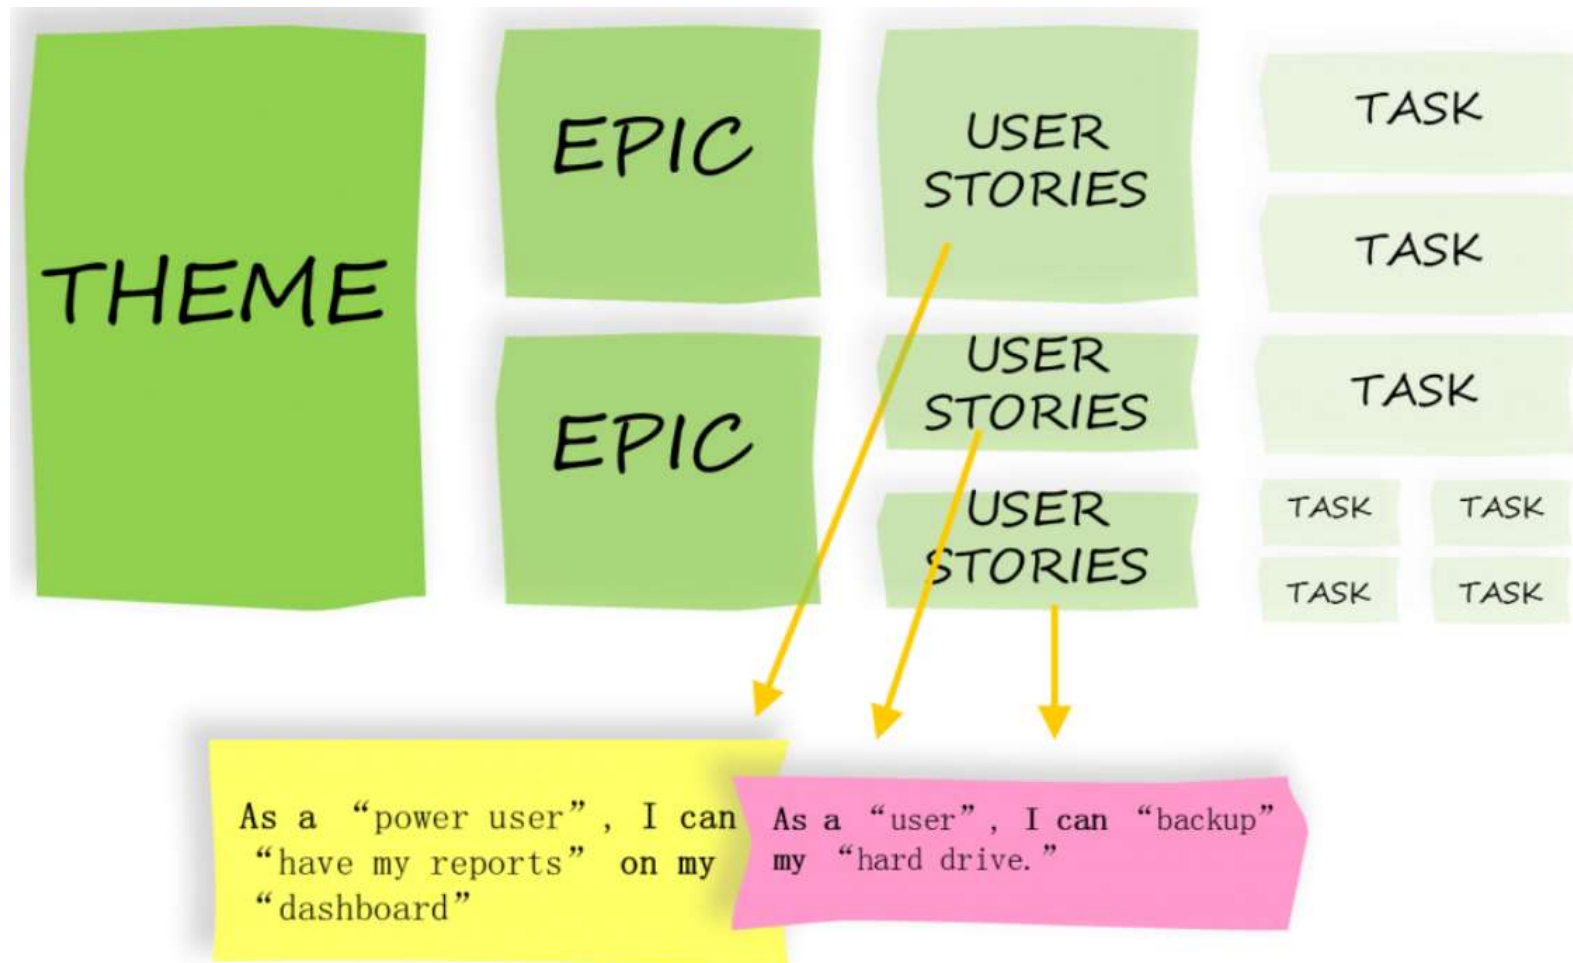 THEME
EPIC
EPIC
USER
STORIES
USER
STORIES
USER
STORIES
TASK
TASK
TASK
TASK TASK
TASK TASK
As a “power user”, I can
“have my reports” on my
“dashboard”
As a “user”, I can “backup”
my “hard drive.”